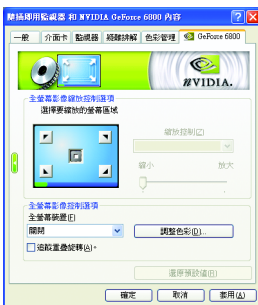 隨插即用監視器 和 NVIDIA GeForce 6800 內容
一般 介面卡 監視器 疑難排解 色彩管理 GeForce 6800
NVIDIA.
全螢幕影像縮放控制選項
選擇要縮放的螢幕區域
縮放控制(Z)
縮小 放大
全螢幕影像控制選項
全螢幕裝置(F)
關閉 調整色彩(D)...
追蹤重疊旋轉(A)。
還原預設值(R)
確定 取消 套用(A)